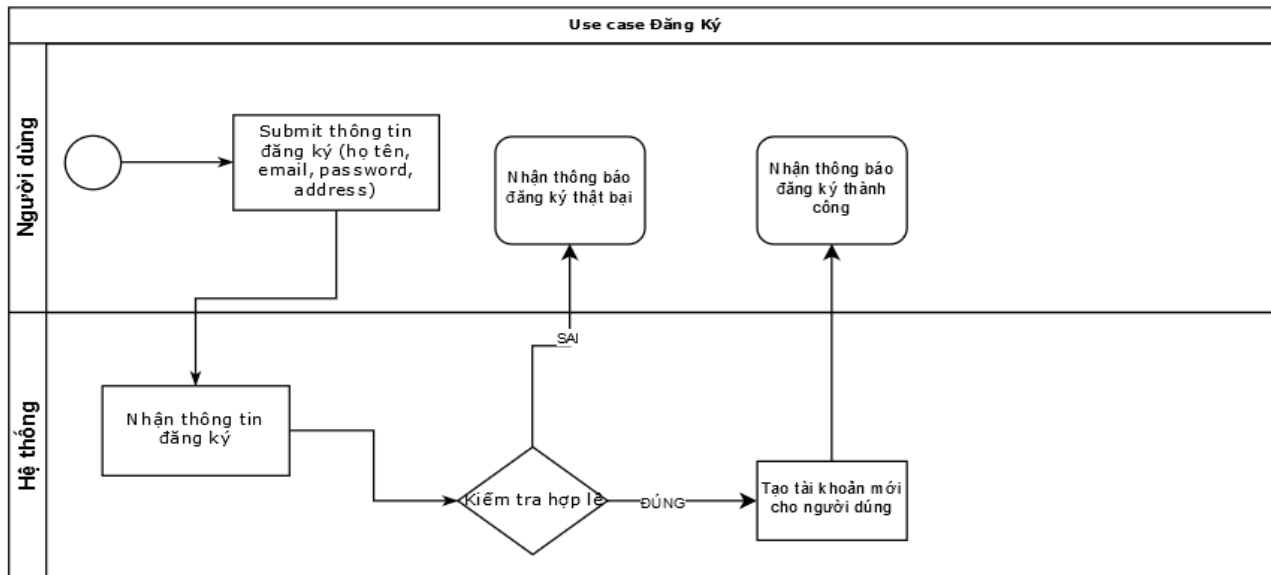 Use case Đăng Ký
Người dùng
Submit thông tin
đăng ký (họ tên,
email, password,
address)
Nhận thông báo
đăng ký thật bại
Nhận thông báo
đăng ký thành
công
Hệ thống
SAI
Nhận thông tin
đăng ký
Kiểm tra hợp lê
ĐÚNG
Tạo tài khoản mới
cho người dúng